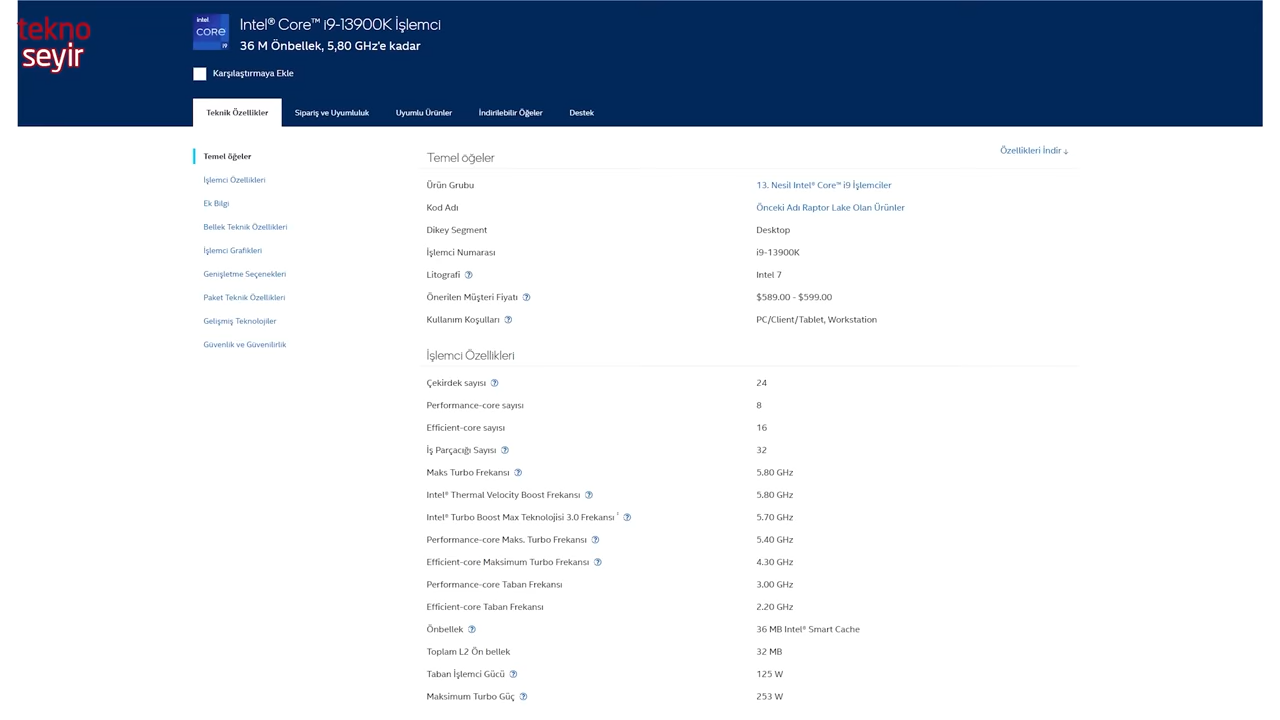 tekno
seyir
intel
CORE
i9
Intel® Core™ i9-13900K İşlemci
36 M Önbellek, 5,80 GHz'e kadar
Karşılaştırmaya Ekle
Teknik Özellikler
Sipariş ve Uyumluluk
Uyumlu Ürünler
İndirilebilir Öğeler
Destek
Temel öğeler
İşlemci Özellikleri
Ek Bilgi
Bellek Teknik Özellikleri
İşlemci Grafikleri
Genişletme Seçenekleri
Paket Teknik Özellikleri
Gelişmiş Teknolojiler
Güvenlik ve Güvenilirlik
Özellikleri İndir ↓
Temel öğeler
Ürün Grubu 13. Nesil Intel® Core™ i9 İşlemciler
Kod Adı Önceki Adı Raptor Lake Olan Ürünler
Dikey Segment Desktop
İşlemci Numarası i9-13900K
Litografi ? Intel 7
Önerilen Müşteri Fiyatı ? $589.00 - $599.00
Kullanım Koşulları ? PC/Client/Tablet, Workstation
İşlemci Özellikleri
Çekirdek sayısı ? 24
Performance-core sayısı 8
Efficient-core sayısı 16
İş Parçacığı Sayısı ? 32
Maks Turbo Frekansı ? 5.80 GHz
Intel® Thermal Velocity Boost Frekansı ? 5.80 GHz
Intel® Turbo Boost Max Teknolojisi 3.0 Frekansı ‡ ? 5.70 GHz
Performance-core Maks. Turbo Frekansı ? 5.40 GHz
Efficient-core Maksimum Turbo Frekansı ? 4.30 GHz
Performance-core Taban Frekansı 3.00 GHz
Efficient-core Taban Frekansı 2.20 GHz
Önbellek ? 36 MB Intel® Smart Cache
Toplam L2 Ön bellek 32 MB
Taban İşlemci Gücü ? 125 W
Maksimum Turbo Güç ? 253 W